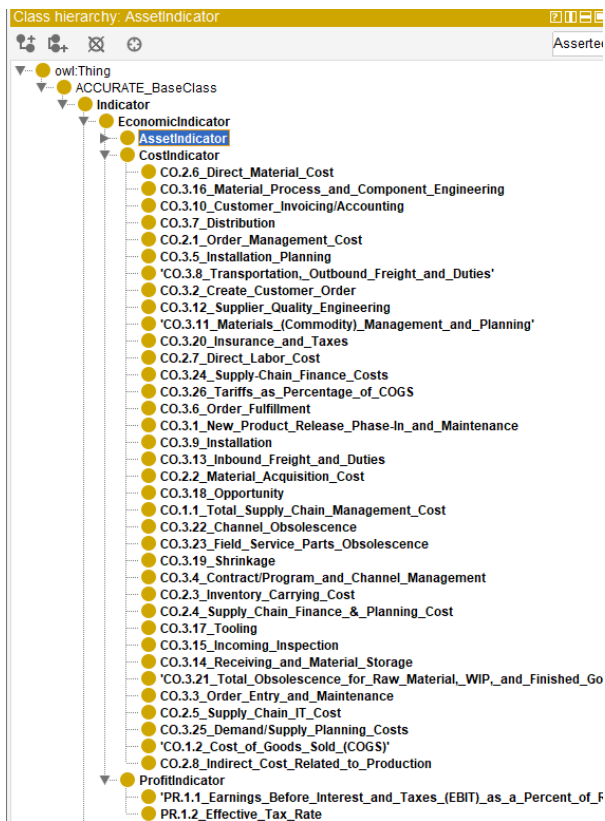 Class hierarchy: AssetIndicator
Asserted
owl:Thing
ACCURATE_BaseClass
Indicator
EconomicIndicator
AssetIndicator
CostIndicator
CO.2.6_Direct_Material_Cost
CO.3.16_Material_Process_and_Component_Engineering
CO.3.10_Customer_Invoicing/Accounting
CO.3.7_Distribution
CO.2.1_Order_Management_Cost
CO.3.5_Installation_Planning
'CO.3.8_Transportation,_Outbound_Freight_and_Duties'
CO.3.2_Create_Customer_Order
CO.3.12_Supplier_Quality_Engineering
'CO.3.11_Materials_(Commodity)_Management_and_Planning'
CO.3.20_Insurance_and_Taxes
CO.2.7_Direct_Labor_Cost
CO.3.24_Supply-Chain_Finance_Costs
CO.3.26_Tariffs_as_Percentage_of_COGS
CO.3.6_Order_Fulfillment
CO.3.1_New_Product_Release_Phase-In_and_Maintenance
CO.3.9_Installation
CO.3.13_Inbound_Freight_and_Duties
CO.2.2_Material_Acquisition_Cost
CO.3.18_Opportunity
CO.1.1_Total_Supply_Chain_Management_Cost
CO.3.22_Channel_Obsolescence
CO.3.23_Field_Service_Parts_Obsolescence
CO.3.19_Shrinkage
CO.3.4_Contract/Program_and_Channel_Management
CO.2.3_Inventory_Carrying_Cost
CO.2.4_Supply_Chain_Finance_&_Planning_Cost
CO.3.17_Tooling
CO.3.15_Incoming_Inspection
CO.3.14_Receiving_and_Material_Storage
'CO.3.21_Total_Obsolescence_for_Raw_Material,_WIP,_and_Finished_Go
CO.3.3_Order_Entry_and_Maintenance
CO.2.5_Supply_Chain_IT_Cost
CO.3.25_Demand/Supply_Planning_Costs
'CO.1.2_Cost_of_Goods_Sold_(COGS)'
CO.2.8_Indirect_Cost_Related_to_Production
ProfitIndicator
'PR.1.1_Earnings_Before_Interest_and_Taxes_(EBIT)_as_a_Percent_of_R
PR.1.2_Effective_Tax_Rate